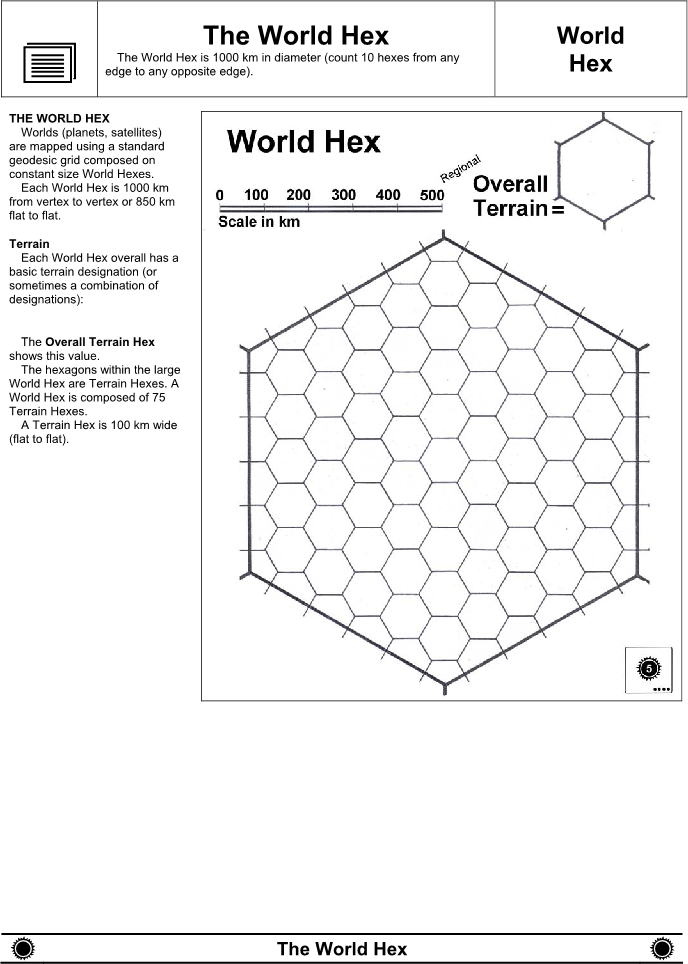 The World Hex
The World Hex is 1000 km in diameter (count 10 hexes from any
edge to any opposite edge).
World
Hex
THE WORLD HEX
Worlds (planets, satellites)
are mapped using a standard
geodesic grid composed on
constant size World Hexes.
Each World Hex is 1000 km
from vertex to vertex or 850 km
flat to flat.
Terrain
Each World Hex overall has a
basic terrain designation (or
sometimes a combination of
designations):
The Overall Terrain Hex
shows this value.
The hexagons within the large
World Hex are Terrain Hexes. A
World Hex is composed of 75
Terrain Hexes.
A Terrain Hex is 100 km wide
(flat to flat).
World Hex
Regional
0 100 200 300 400 500
Scale in km
Overall
Terrain =
5
The World Hex